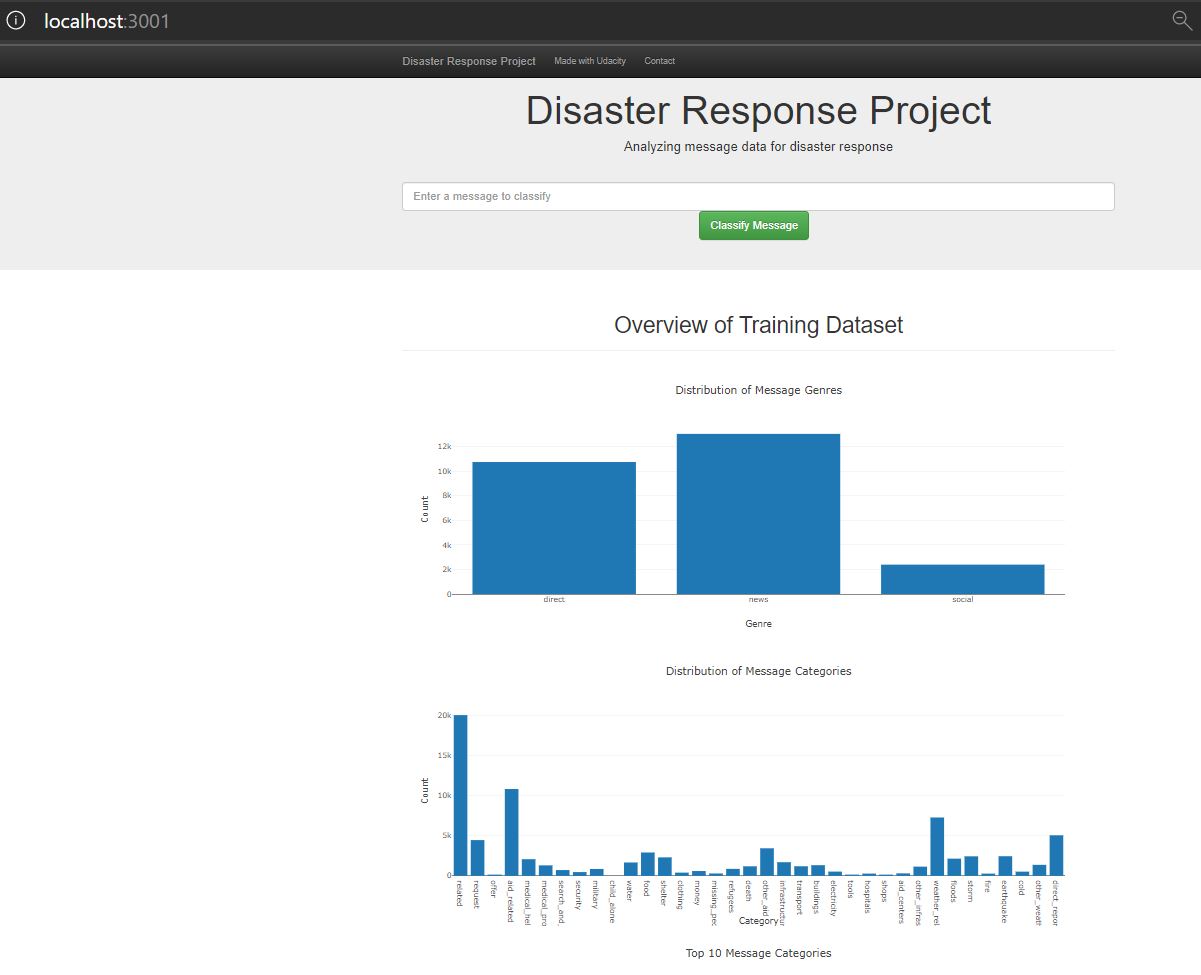 localhost:3001
Disaster Response Project Made with Udacity Contact
Disaster Response Project
Analyzing message data for disaster response
Enter a message to classify
Classify Message
Overview of Training Dataset
Distribution of Message Genres
12k
10k
8k
6k
4k
2k
0
Count
direct news social
Genre
Distribution of Message Categories
20k
15k
10k
5k
0
Count
related
request
offer
aid_related
medical_hel
medical_pro
search_and_
security
military
child_alone
water
food
shelter
clothing
money
missing_peo
refugees
death
other_aid
infrastructur
transport
buildings
electricity
tools
hospitals
shops
aid_centers
other_infras
weather_rel
floods
storm
fire
earthquake
cold
other_weath
direct_repor
Category
Top 10 Message Categories